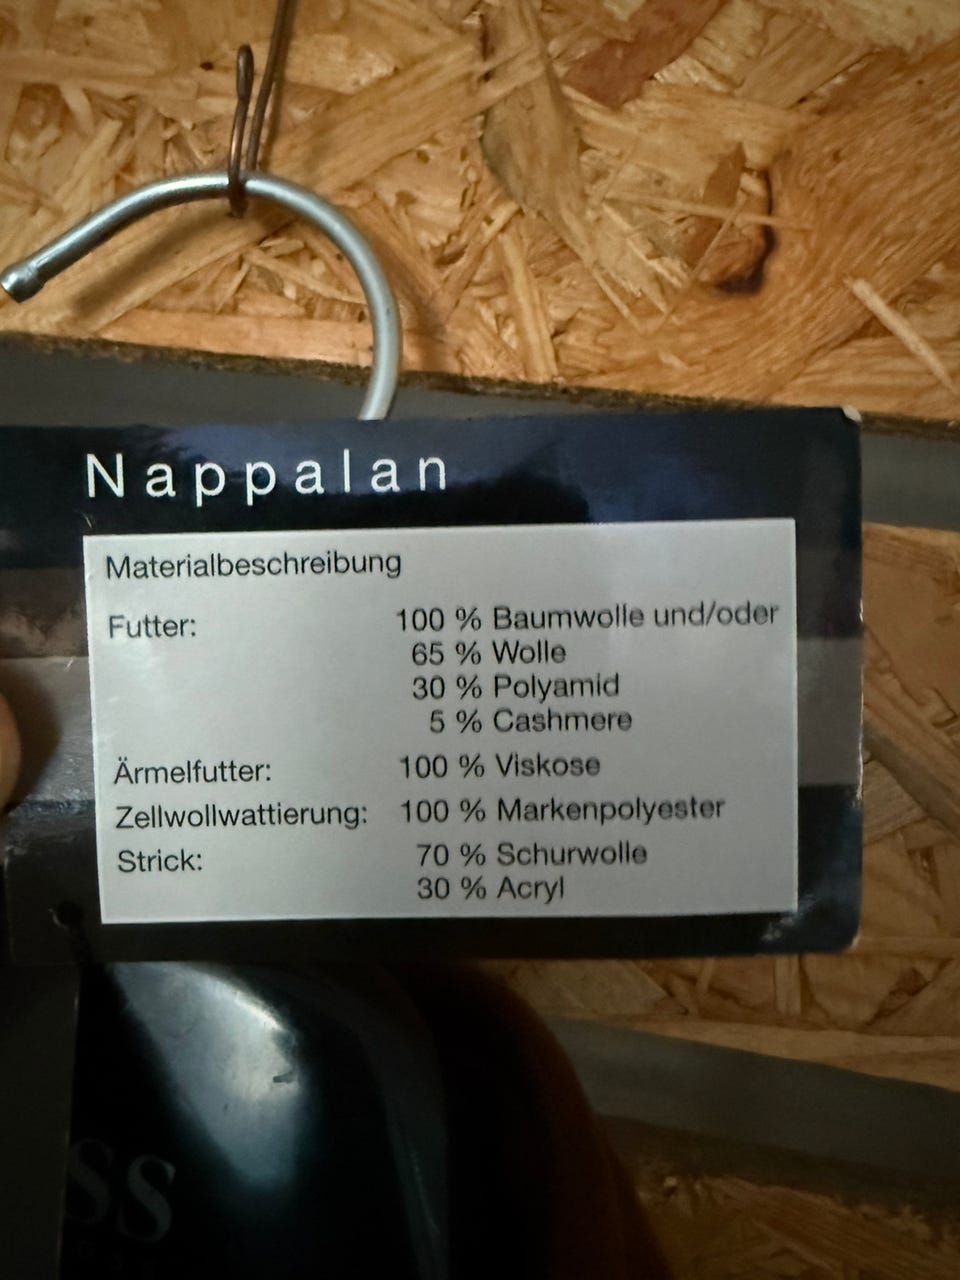 Nappalan
Materialbeschreibung
Futter: 100 % Baumwolle und/oder
65 % Wolle
30 % Polyamid
5 % Cashmere
Ärmelfutter: 100 % Viskose
Zellwollwattierung: 100 % Markenpolyester
Strick: 70 % Schurwolle
30 % Acryl
SS